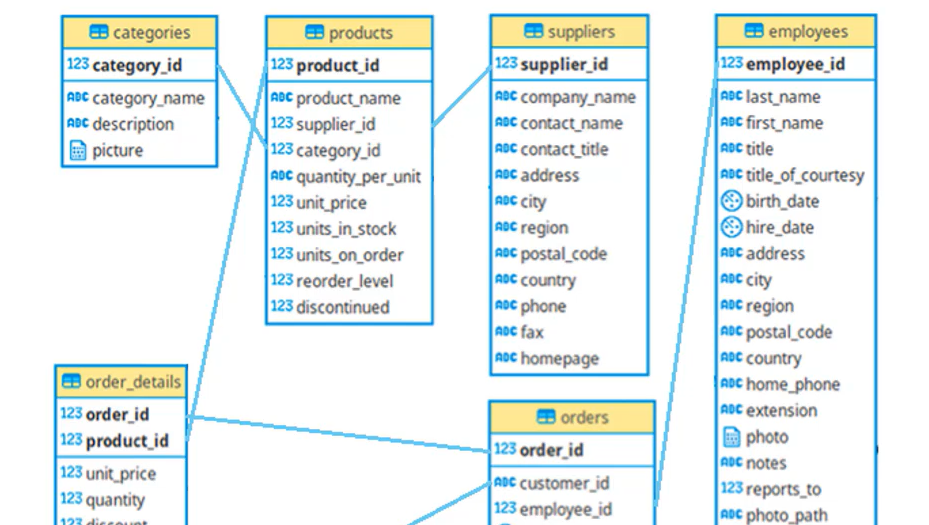 categories
123 category_id
ABC category_name
ABC description
picture
products
123 product_id
ABC product_name
123 supplier_id
123 category_id
ABC quantity_per_unit
123 unit_price
123 units_in_stock
123 units_on_order
123 reorder_level
123 discontinued
suppliers
123 supplier_id
ABC company_name
ABC contact_name
ABC contact_title
ABC address
ABC city
ABC region
ABC postal_code
ABC country
ABC phone
ABC fax
ABC homepage
employees
123 employee_id
ABC last_name
ABC first_name
ABC title
ABC title_of_courtesy
birth_date
hire_date
ABC address
ABC city
ABC region
ABC postal_code
ABC country
ABC home_phone
ABC extension
photo
ABC notes
123 reports_to
ABC photo_path
order_details
123 order_id
123 product_id
123 unit_price
123 quantity
123 discount
orders
123 order_id
ABC customer_id
123 employee_id